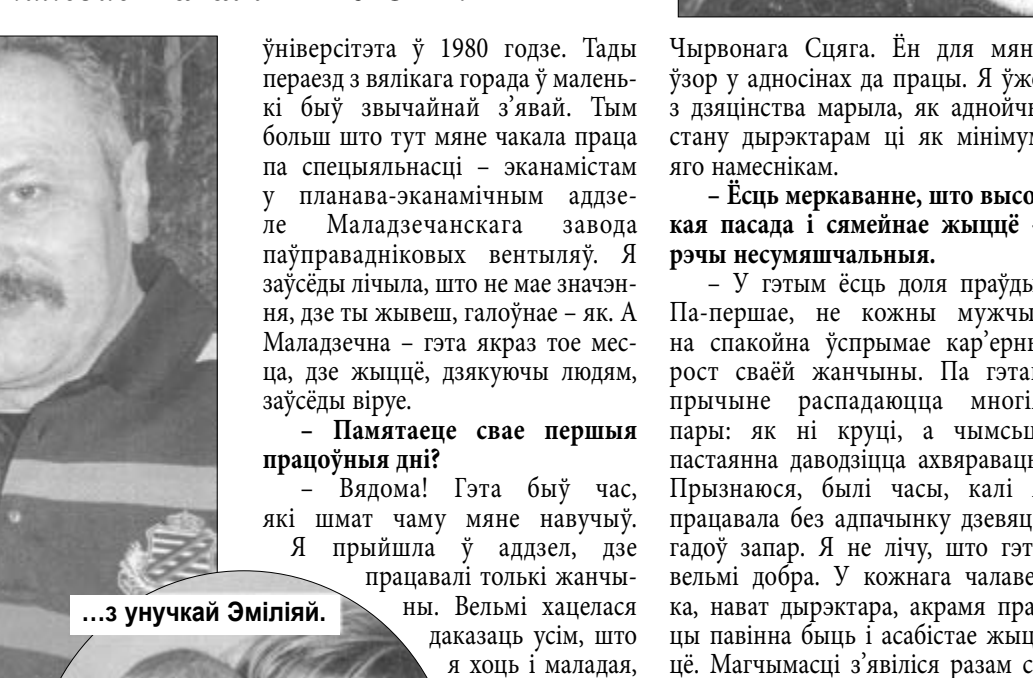 ўніверсітэта ў 1980 годзе. Тады
пераезд з вялікага горада ў малень-
кі быў звычайнай з'явай. Тым
больш што тут мяне чакала праца
па спецыяльнасці – эканамістам
у планава-эканамічным аддзе-
ле Маладзечанскага завода
паўправадніковых вентыляў. Я
заўсёды лічыла, што не мае значэн-
ня, дзе ты жывеш, галоўнае – як. А
Маладзечна – гэта якраз тое мес-
ца, дзе жыццё, дзякуючы людзям,
заўсёды віруе.
– Памятаеце свае першыя
працоўныя дні?
– Вядома! Гэта быў час,
які шмат чаму мяне навучыў.
Я прыйшла ў аддзел, дзе
працавалі толькі жанчы-
ны. Вельмі хацелася
даказаць усім, што
я хоць і маладая,
…з унучкай Эміліяй.
Чырвонага Сцяга. Ён для мян
ўзор у адносінах да працы. Я ўж
з дзяцінства марыла, як аднойч
стану дырэктарам ці як мінімум
яго намеснікам.
– Ёсць меркаванне, што высо
кая пасада і сямейнае жыццё –
рэчы несумяшчальныя.
– У гэтым ёсць доля праўды
Па-першае, не кожны мужчы
на спакойна ўспрымае кар'ерны
рост сваёй жанчыны. Па гэтай
прычыне распадаюцца многі
пары: як ні круці, а чымсьц
пастаянна даводзіцца ахвяраваць
Прызнаюся, былі часы, калі
працавала без адпачынку дзевяц
гадоў запар. Я не лічу, што гэт
вельмі добра. У кожнага чалаве
ка, нават дырэктара, акрамя пра
цы павінна быць і асабістае жыц
цё. Магчымасці з'явіліся разам с